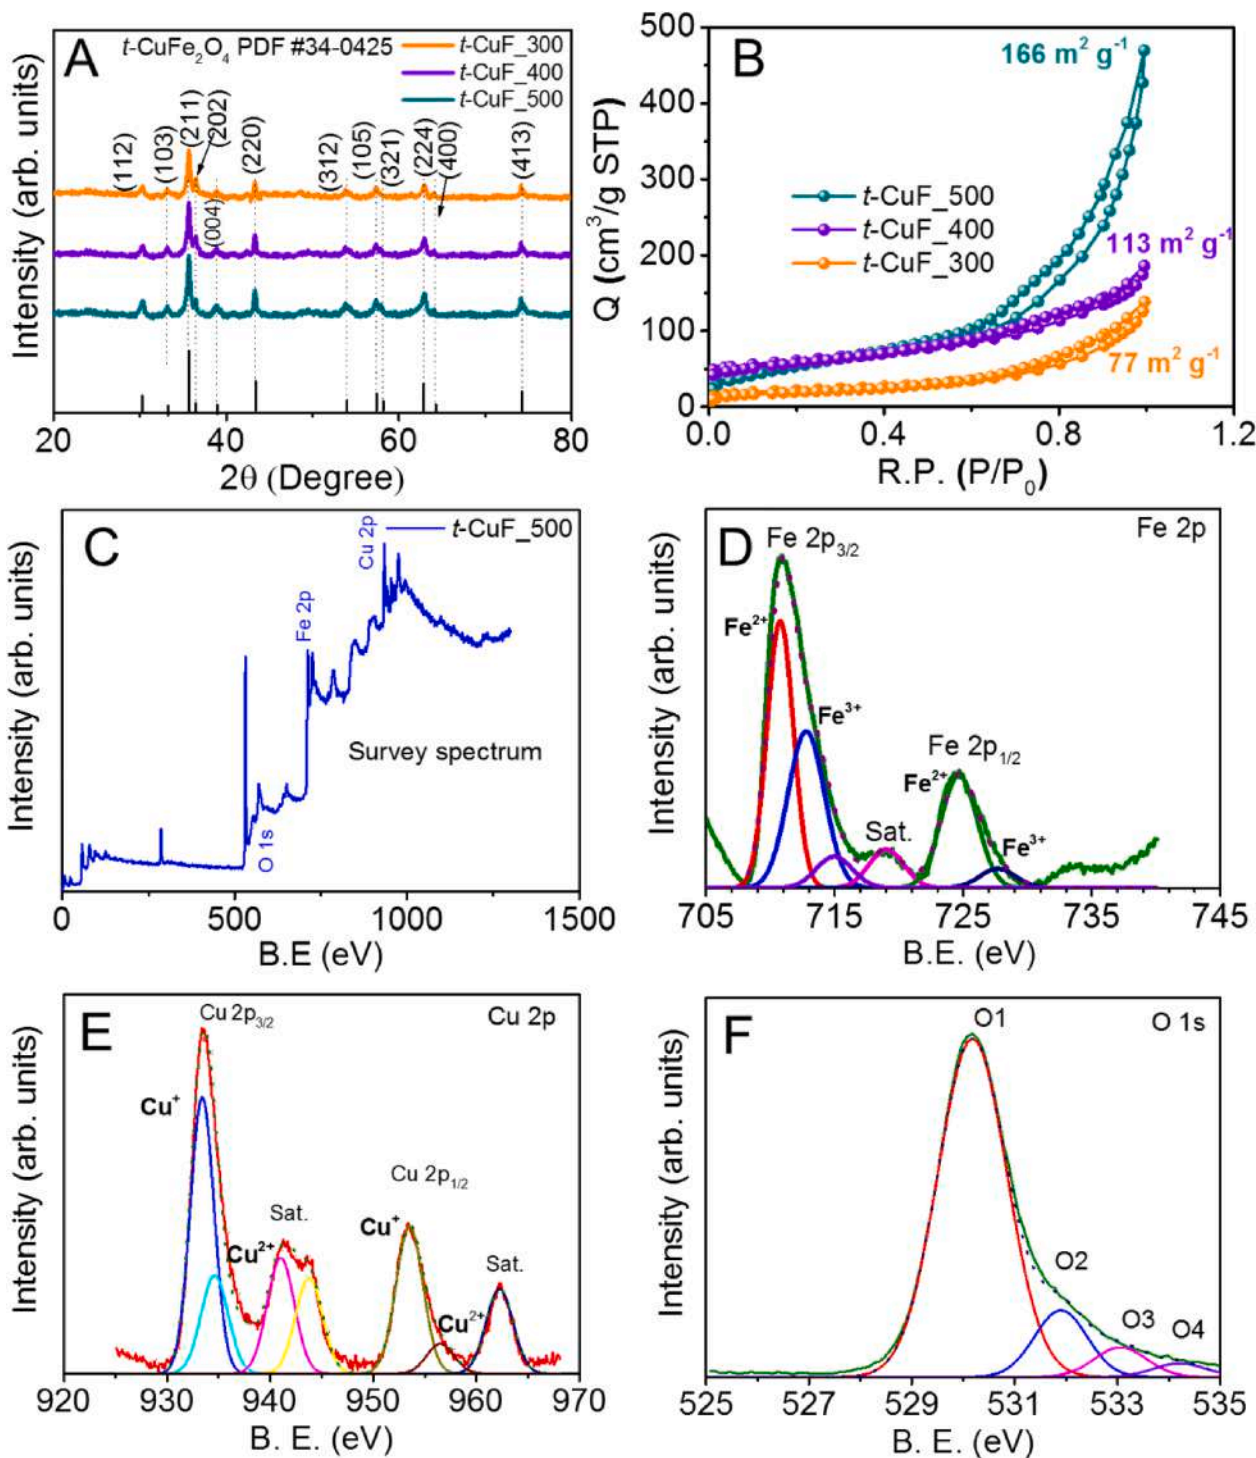 A
t-CuFe₂O₄ PDF #34-0425
t-CuF_300
t-CuF_400
t-CuF_500
(112)
(103)
(211)
(202)
(004)
(220)
(312)
(105)
(321)
(224)
(400)
(413)
Intensity (arb. units)
20 40 60 80
2θ (Degree)
B
166 m² g⁻¹
113 m² g⁻¹
77 m² g⁻¹
t-CuF_500
t-CuF_400
t-CuF_300
Q (cm³/g STP)
500
400
300
200
100
0
0.0 0.4 0.8 1.2
R.P. (P/P₀)
C
t-CuF_500
Cu 2p
Fe 2p
O 1s
Survey spectrum
Intensity (arb. units)
0 500 1000 1500
B.E (eV)
D
Fe 2p₃/₂
Fe 2p
Fe²⁺
Fe³⁺
Sat.
Fe 2p₁/₂
Fe²⁺
Fe³⁺
Intensity (arb. units)
705 715 725 735 745
B.E. (eV)
E
Cu 2p₃/₂
Cu 2p
Cu⁺
Cu²⁺
Sat.
Cu 2p₁/₂
Cu⁺
Cu²⁺
Sat.
Intensity (arb. units)
920 930 940 950 960 970
B. E. (eV)
F
O1
O 1s
O2
O3
O4
Intensity (arb. units)
525 527 529 531 533 535
B. E. (eV)